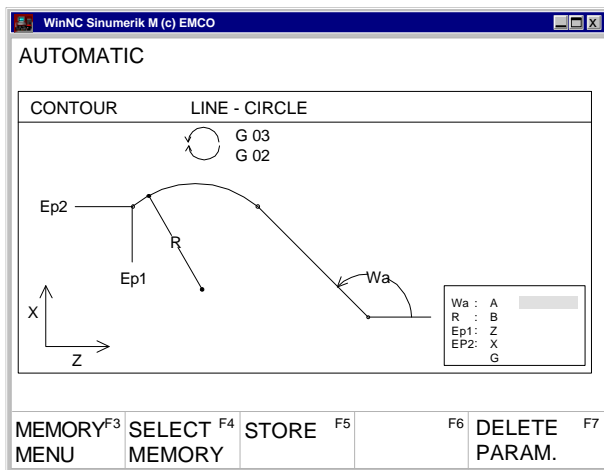 WinNC Sinumerik M (c) EMCO
X
AUTOMATIC
CONTOUR LINE - CIRCLE
G 03
G 02
Ep2
R
Ep1
Wa
X
Z
Wa : A
R : B
Ep1: Z
EP2: X
G
MEMORY F3 SELECT F4 STORE F5 F6 DELETE F7
MENU MEMORY PARAM.